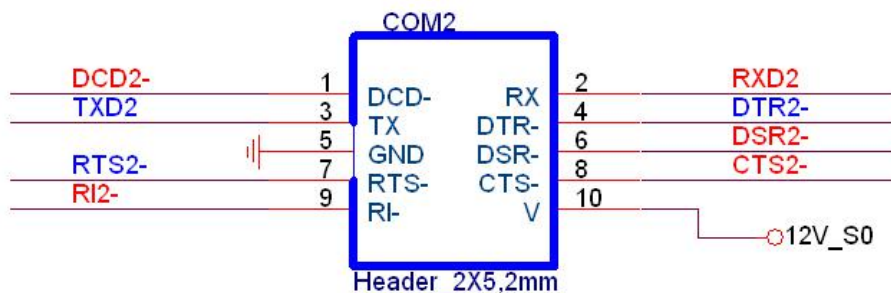 COM2
DCD2- 1 DCD- RX 2 RXD2
TXD2 3 TX DTR- 4 DTR2-
5 GND DSR- 6 DSR2-
RTS2- 7 RTS- CTS- 8 CTS2-
RI2- 9 RI- V 10
12V_S0
Header 2X5,2mm